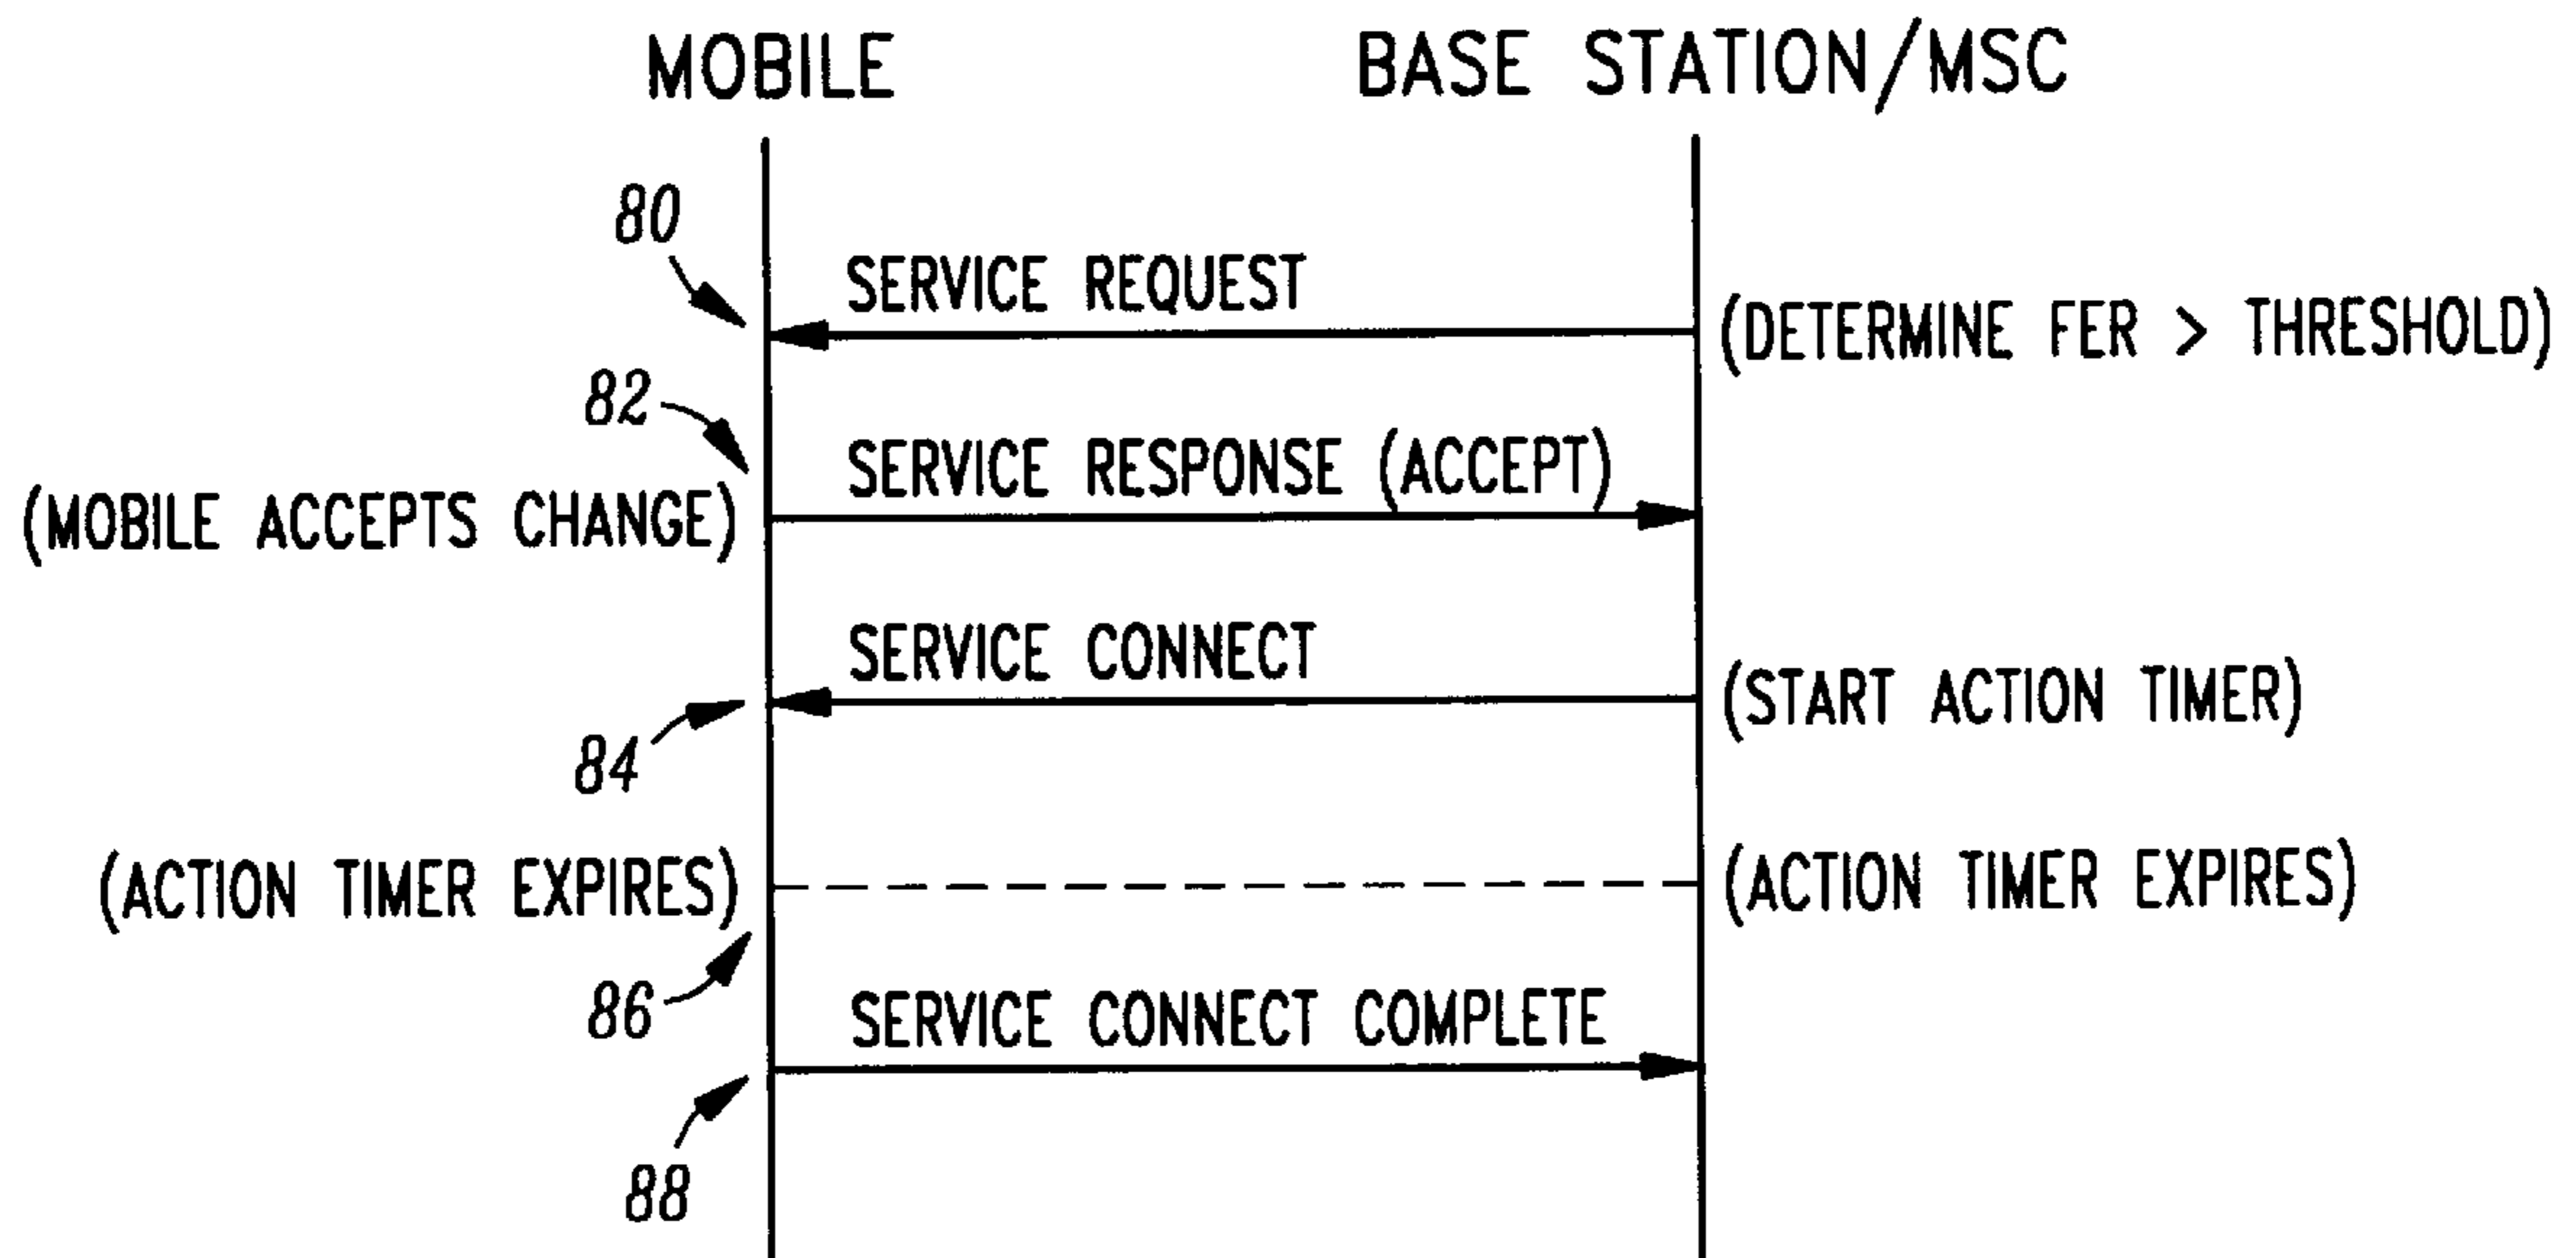 MOBILE
BASE STATION/MSC
80
SERVICE REQUEST
(DETERMINE FER > THRESHOLD)
82
SERVICE RESPONSE (ACCEPT)
(MOBILE ACCEPTS CHANGE)
SERVICE CONNECT
(START ACTION TIMER)
84
(ACTION TIMER EXPIRES)
(ACTION TIMER EXPIRES)
86
SERVICE CONNECT COMPLETE
88